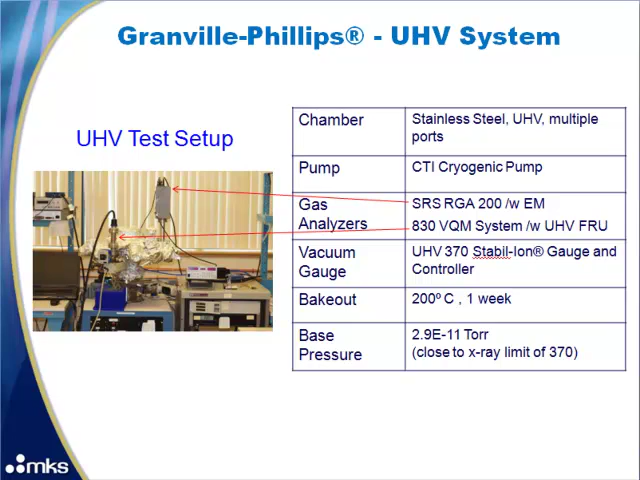 Granville-Phillips® - UHV System
UHV Test Setup
Chamber
Stainless Steel, UHV, multiple
ports
Pump
CTI Cryogenic Pump
Gas
Analyzers
SRS RGA 200 /w EM
830 VQM System /w UHV FRU
Vacuum
Gauge
UHV 370 Stabil-Ion® Gauge and
Controller
Bakeout
200º C , 1 week
Base
Pressure
2.9E-11 Torr
(close to x-ray limit of 370)
mks